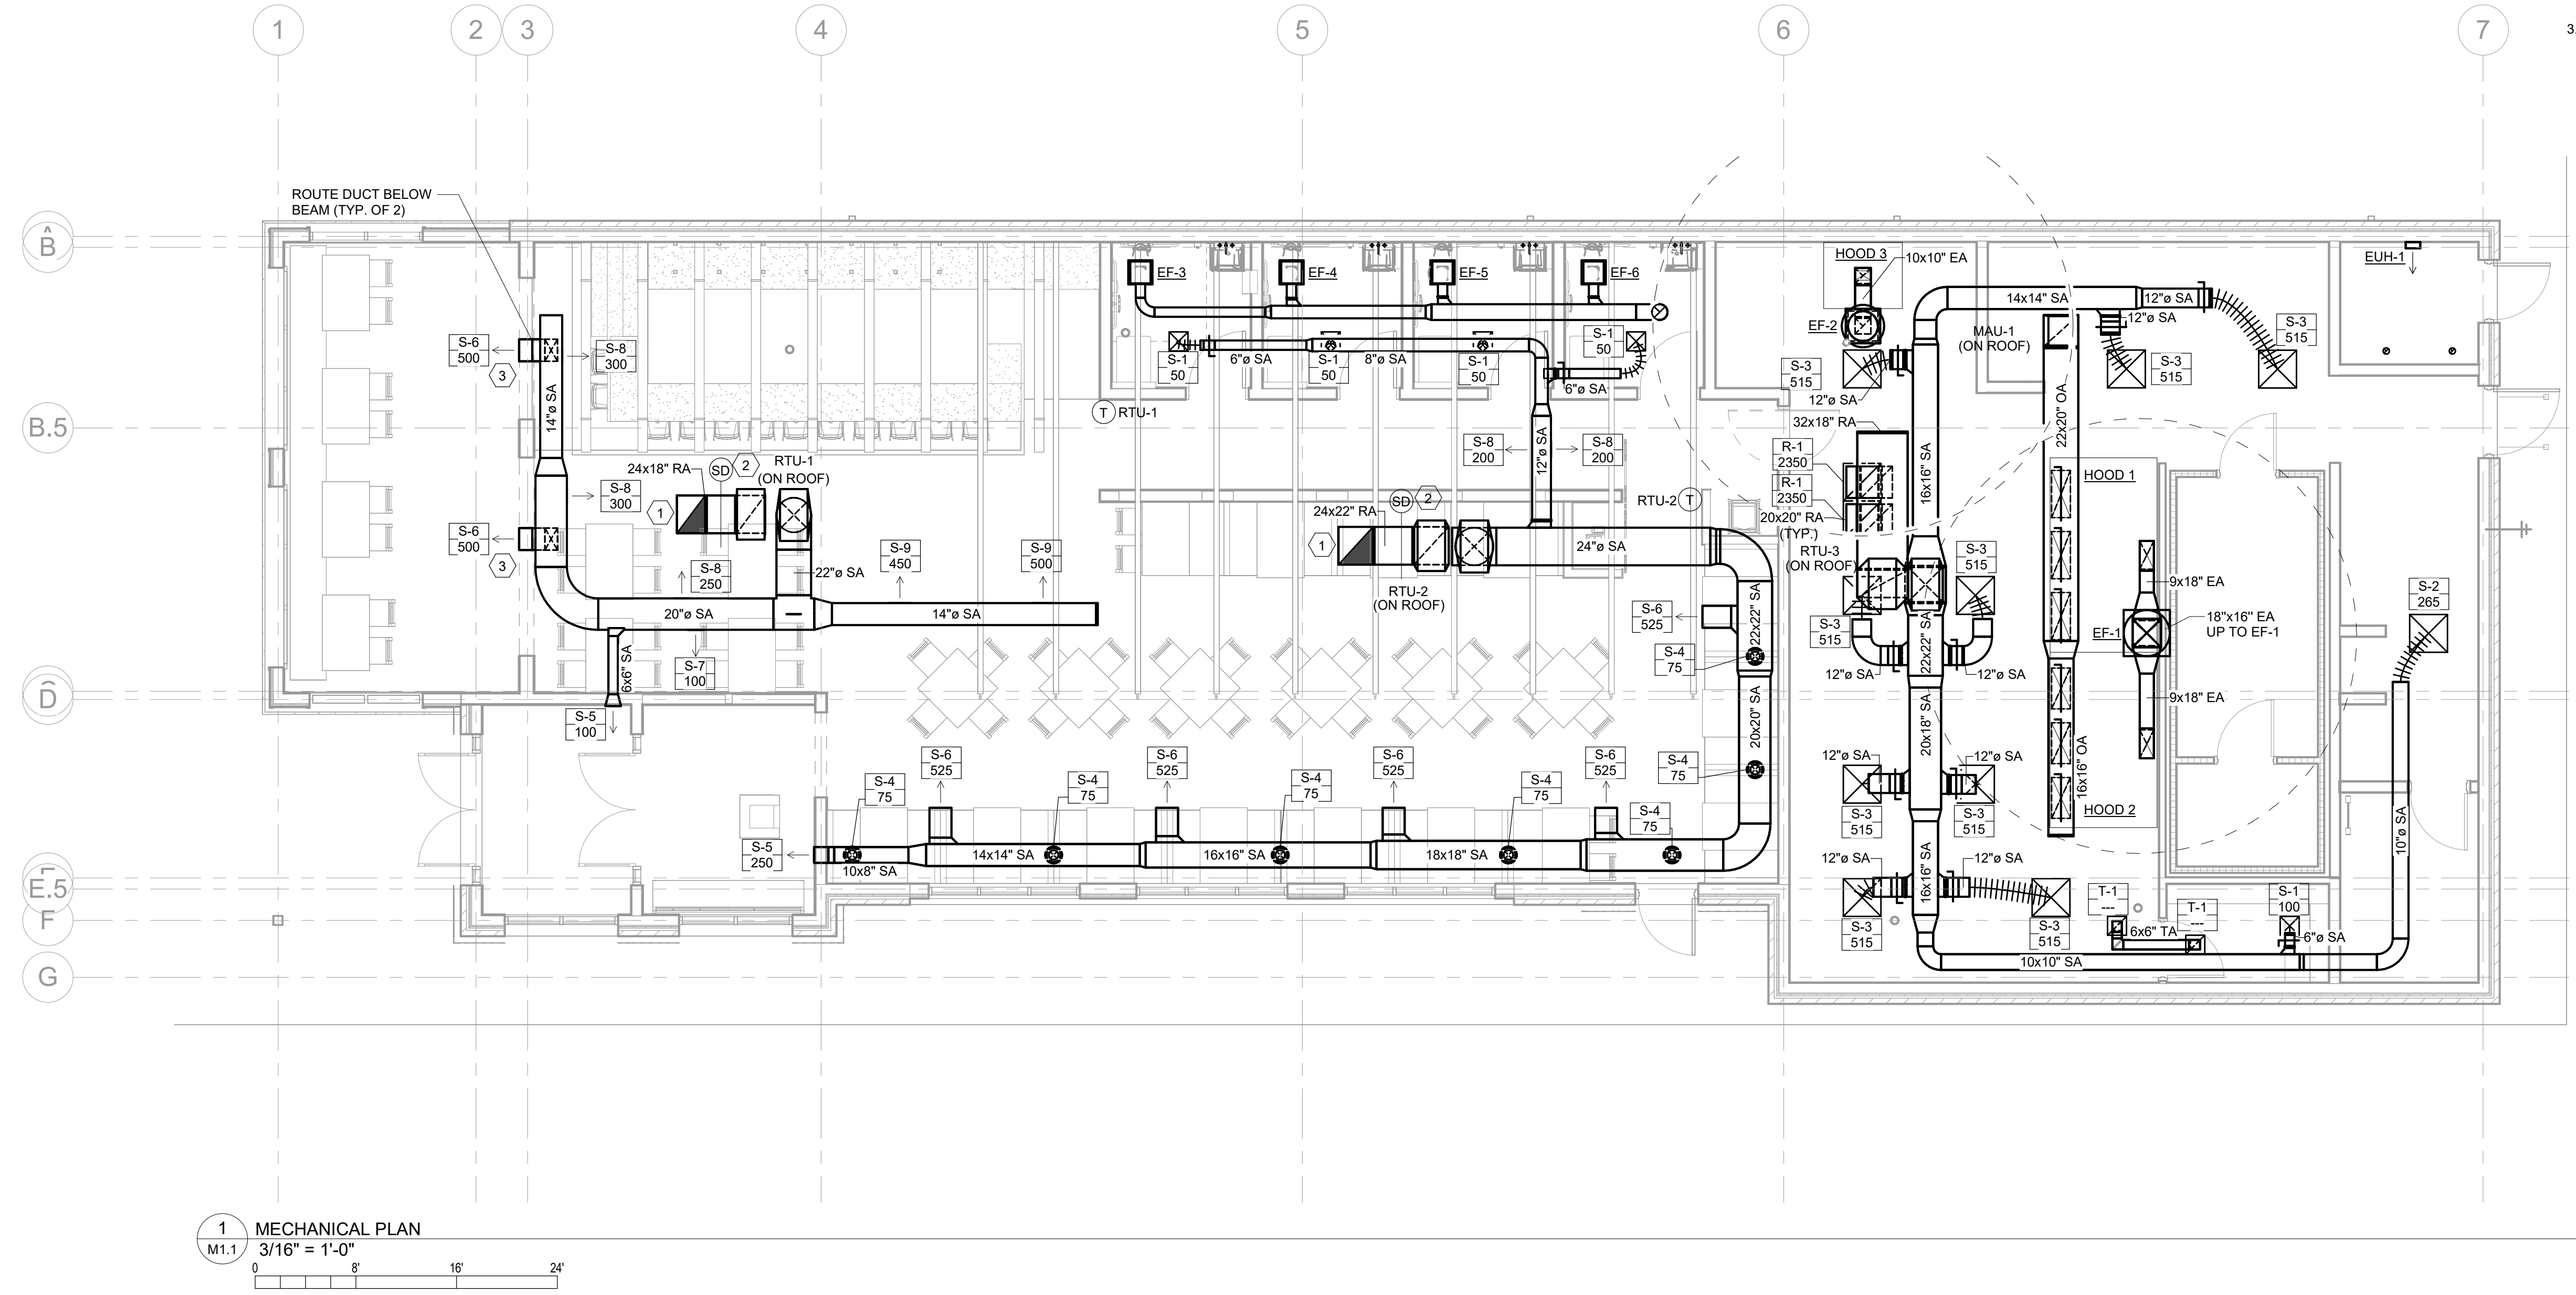 1
2
3
4
5
6
7
3.
ROUTE DUCT BELOW
BEAM (TYP. OF 2)
B
B.5
D
E.5
F
G
S-6
500
3
S-8
300
14"ø SA
S-8
300
S-6
500
3
24x18" RA
SD
2
RTU-1
(ON ROOF)
1
S-8
250
22"ø SA
20"ø SA
S-7
100
6x6" SA
S-5
100
S-9
450
S-9
500
14"ø SA
EF-3
EF-4
EF-5
EF-6
S-1
50
6"ø SA
S-1
50
8"ø SA
S-1
50
S-1
50
6"ø SA
T
RTU-1
S-8
200
12"ø SA
S-8
200
SD
2
24x22" RA
1
RTU-2
(ON ROOF)
24"ø SA
RTU-2
T
S-6
525
22x22" SA
S-4
75
20x20" SA
S-4
75
S-4
75
S-6
525
S-4
75
S-6
525
S-4
75
S-6
525
S-4
75
S-6
525
S-4
75
S-5
250
10x8" SA
14x14" SA
16x16" SA
18x18" SA
HOOD 3
10x10" EA
EF-2
S-3
515
12"ø SA
14x14" SA
12"ø SA
12"ø SA
MAU-1
(ON ROOF)
S-3
515
S-3
515
EUH-1
32x18" RA
R-1
2350
R-1
2350
20x20" RA
(TYP.)
RTU-3
(ON ROOF)
16x16" SA
22x20" OA
HOOD 1
S-3
515
S-3
515
12"ø SA
22x22" SA
12"ø SA
9x18" EA
18"x16" EA
UP TO EF-1
EF-1
9x18" EA
S-2
265
20x18" SA
12"ø SA
12"ø SA
16x16" OA
HOOD 2
S-3
515
S-3
515
12"ø SA
16x16" SA
12"ø SA
S-3
515
S-3
515
T-1
---
T-1
---
6x6" TA
S-1
100
6"ø SA
10x10" SA
10"ø SA
1
M1.1
MECHANICAL PLAN
3/16" = 1'-0"
0
8'
16'
24'